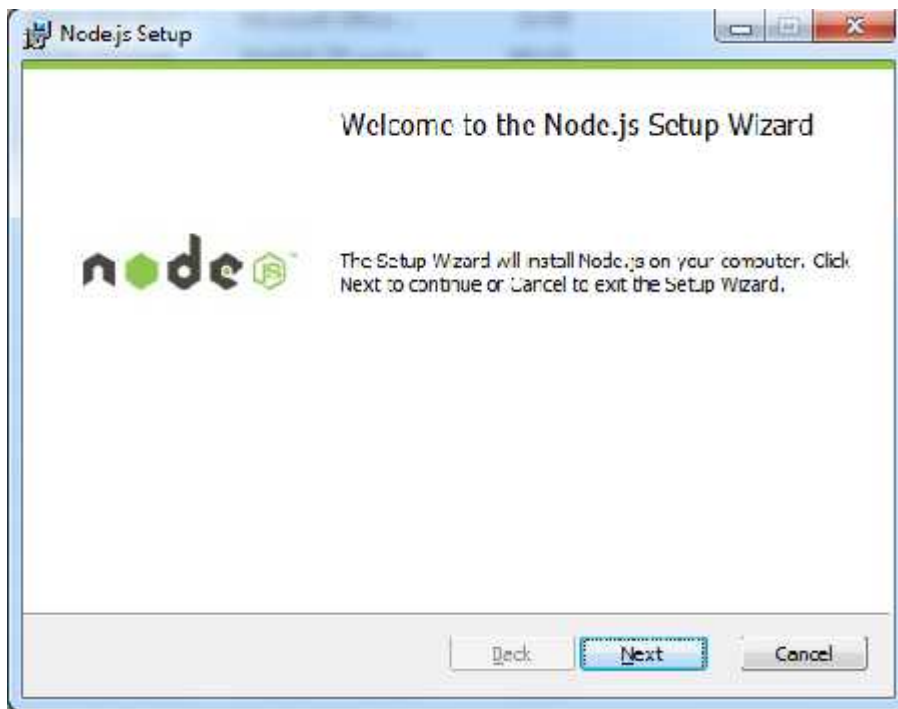 Node.js Setup
Welcome to the Node.js Setup Wizard
node JS™
The Setup Wizard will install Node.js on your computer. Click
Next to continue or Cancel to exit the Setup Wizard.
Back
Next
Cancel